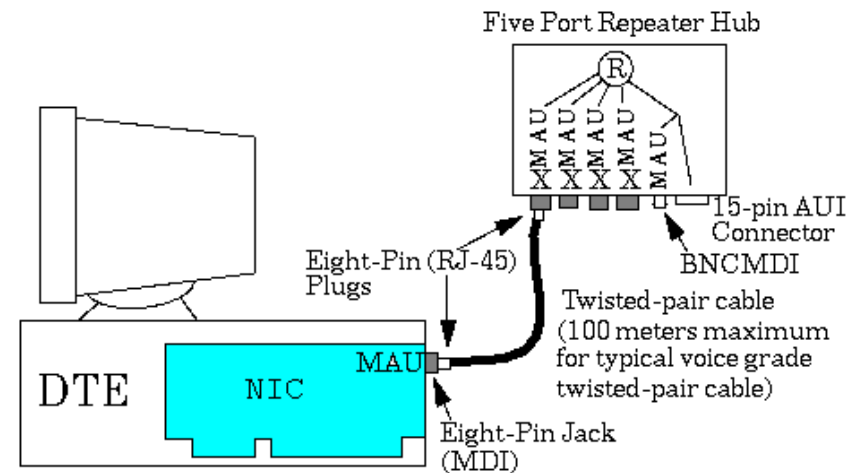 Five Port Repeater Hub
R
MAU
MAU
MAU
MAU
MAU
X
X
X
X
15-pin AUI
Connector
BNCMDI
Eight-Pin (RJ-45)
Plugs
Twisted-pair cable
(100 meters maximum
for typical voice grade
twisted-pair cable)
MAU
DTE
NIC
Eight-Pin Jack
(MDI)